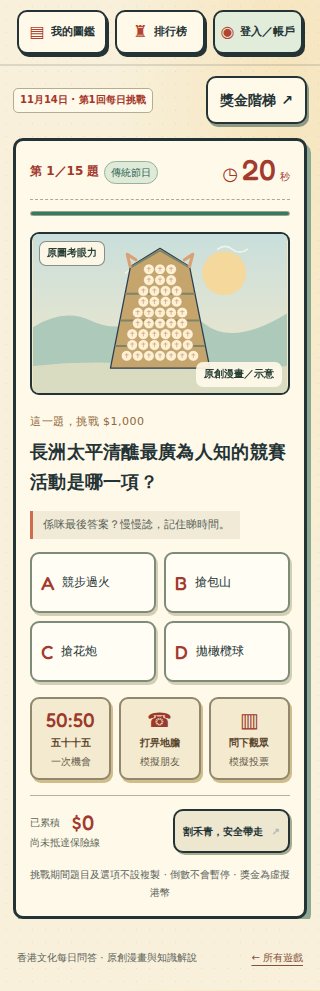 我的圖鑑
排行榜
登入／帳戶
11月14日・第1回每日挑戰
獎金階梯 ↗
第 1／15 題 傳統節日
20 秒
原圖考眼力
原創漫畫／示意
這一題，挑戰 $1,000
長洲太平清醮最廣為人知的競賽
活動是哪一項？
係咪最後答案？慢慢諗，記住睇時間。
A 競步過火
B 搶包山
C 搶花炮
D 拋橄欖球
50:50
五十十五
一次機會
打畀地膽
模擬朋友
問下觀眾
模擬投票
已累積 $0
尚未抵達保險線
割禾青，安全帶走 ↗
挑戰期間題目及選項不設複製・倒數不會暫停・獎金為虛擬
港幣
香港文化每日問答・原創漫畫與知識解說
← 所有遊戲